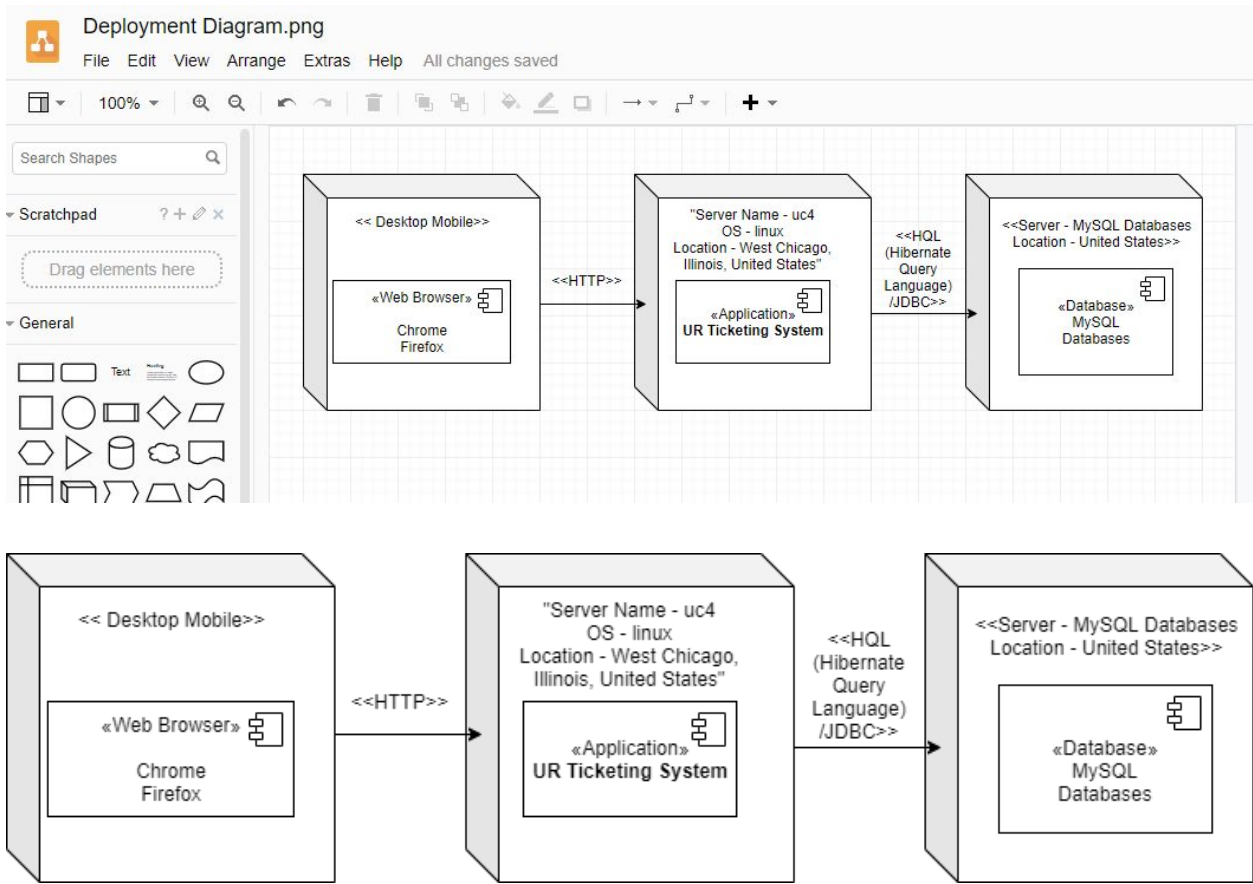 Deployment Diagram.png
File Edit View Arrange Extras Help All changes saved
100%
Search Shapes
Scratchpad
?
Drag elements here
General
Text
Heading
<< Desktop Mobile>>
«Web Browser»
Chrome
Firefox
<<HTTP>>
"Server Name - uc4
OS - linux
Location - West Chicago,
Illinois, United States"
«Application»
UR Ticketing System
<<HQL
(Hibernate
Query
Language)
/JDBC>>
<<Server - MySQL Databases
Location - United States>>
«Database»
MySQL
Databases
<< Desktop Mobile>>
«Web Browser»
Chrome
Firefox
<<HTTP>>
"Server Name - uc4
OS - linux
Location - West Chicago,
Illinois, United States"
«Application»
UR Ticketing System
<<HQL
(Hibernate
Query
Language)
/JDBC>>
<<Server - MySQL Databases
Location - United States>>
«Database»
MySQL
Databases